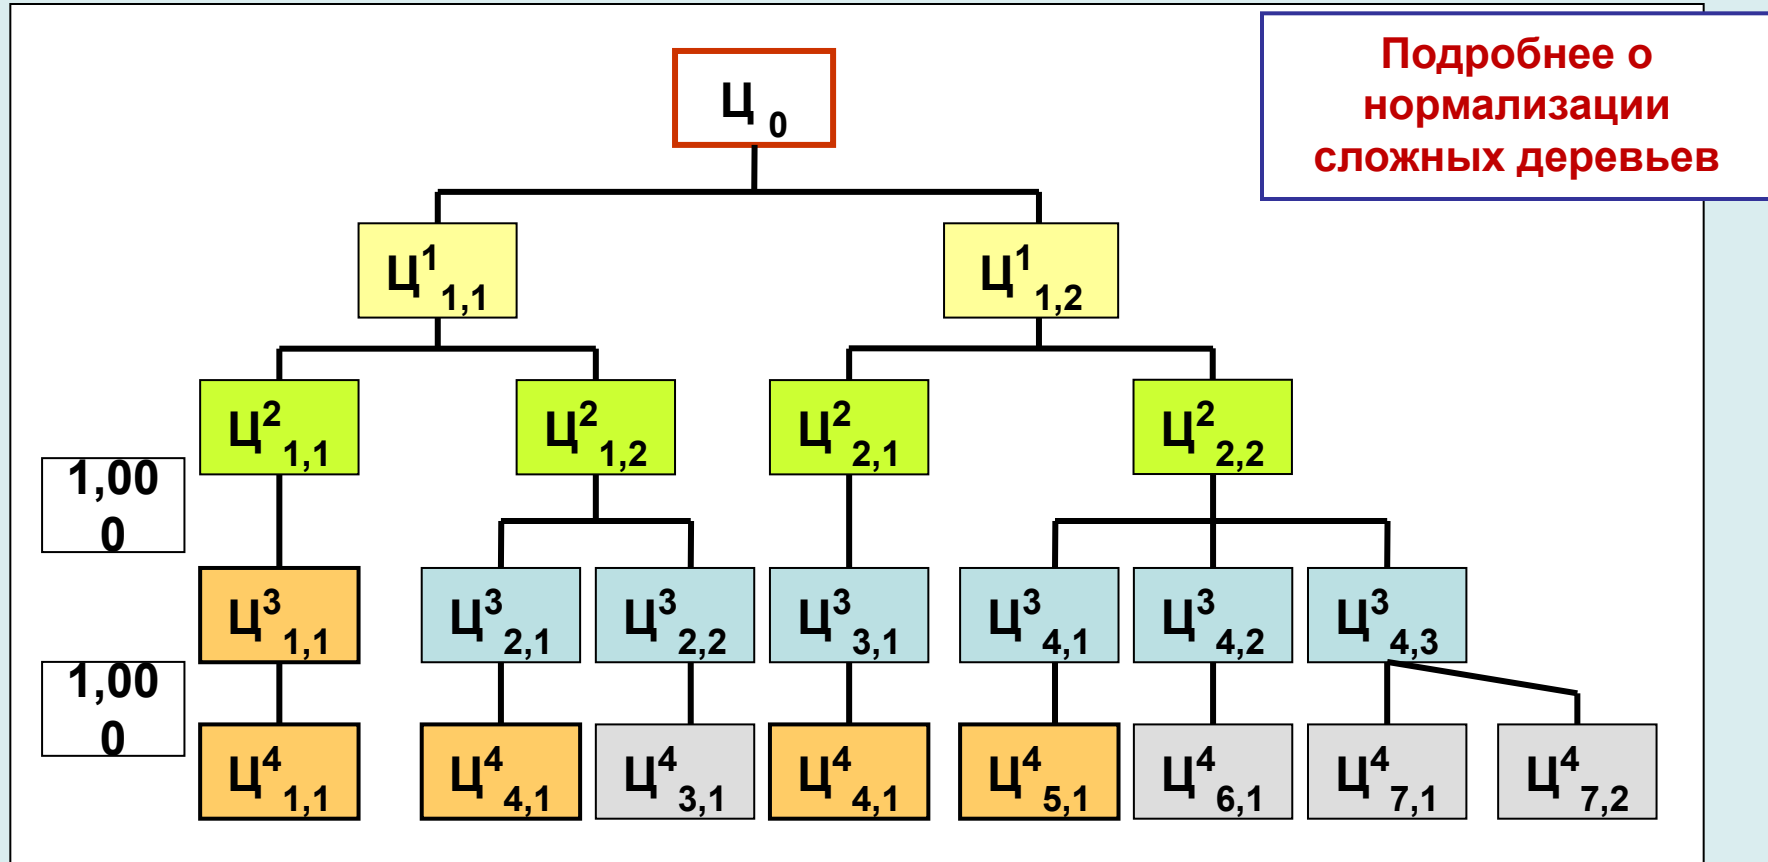 Подробнее о
нормализации
сложных деревьев
Ц 0
Ц¹ 1,1
Ц¹ 1,2
Ц² 1,1
Ц² 1,2
Ц² 2,1
Ц² 2,2
1,00
0
Ц³ 1,1
Ц³ 2,1
Ц³ 2,2
Ц³ 3,1
Ц³ 4,1
Ц³ 4,2
Ц³ 4,3
1,00
0
Ц⁴ 1,1
Ц⁴ 4,1
Ц⁴ 3,1
Ц⁴ 4,1
Ц⁴ 5,1
Ц⁴ 6,1
Ц⁴ 7,1
Ц⁴ 7,2